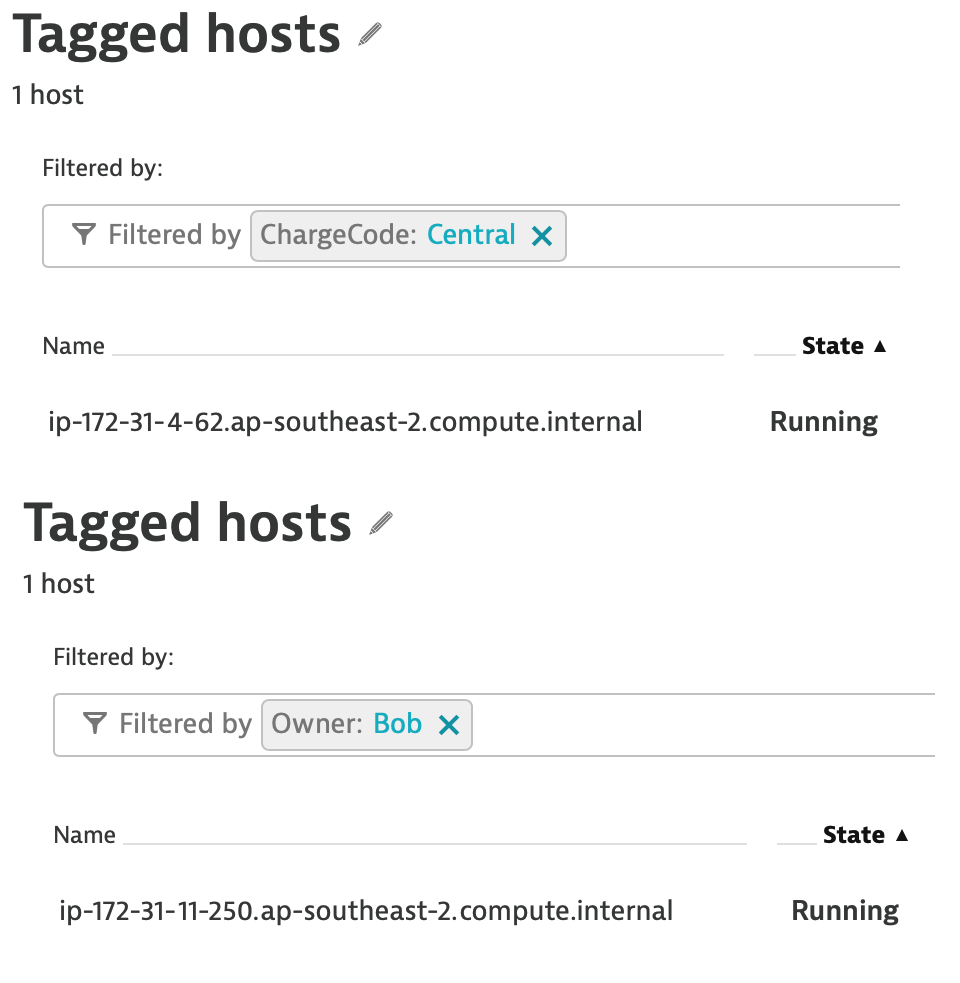 Tagged hosts
1 host
Filtered by:
Filtered by ChargeCode: Central ✕
Name State ▲
ip-172-31-4-62.ap-southeast-2.compute.internal Running
Tagged hosts
1 host
Filtered by:
Filtered by Owner: Bob ✕
Name State ▲
ip-172-31-11-250.ap-southeast-2.compute.internal Running